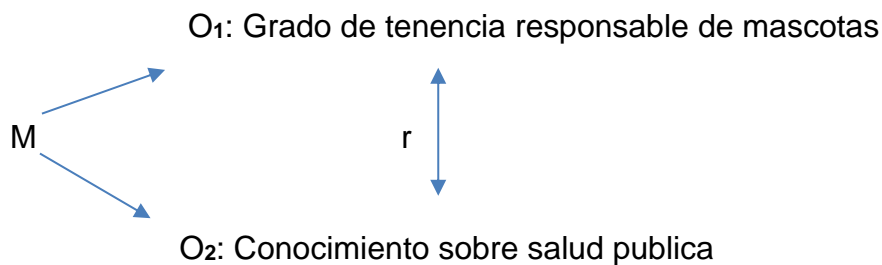 O1: Grado de tenencia responsable de mascotas
M
r
O2: Conocimiento sobre salud publica